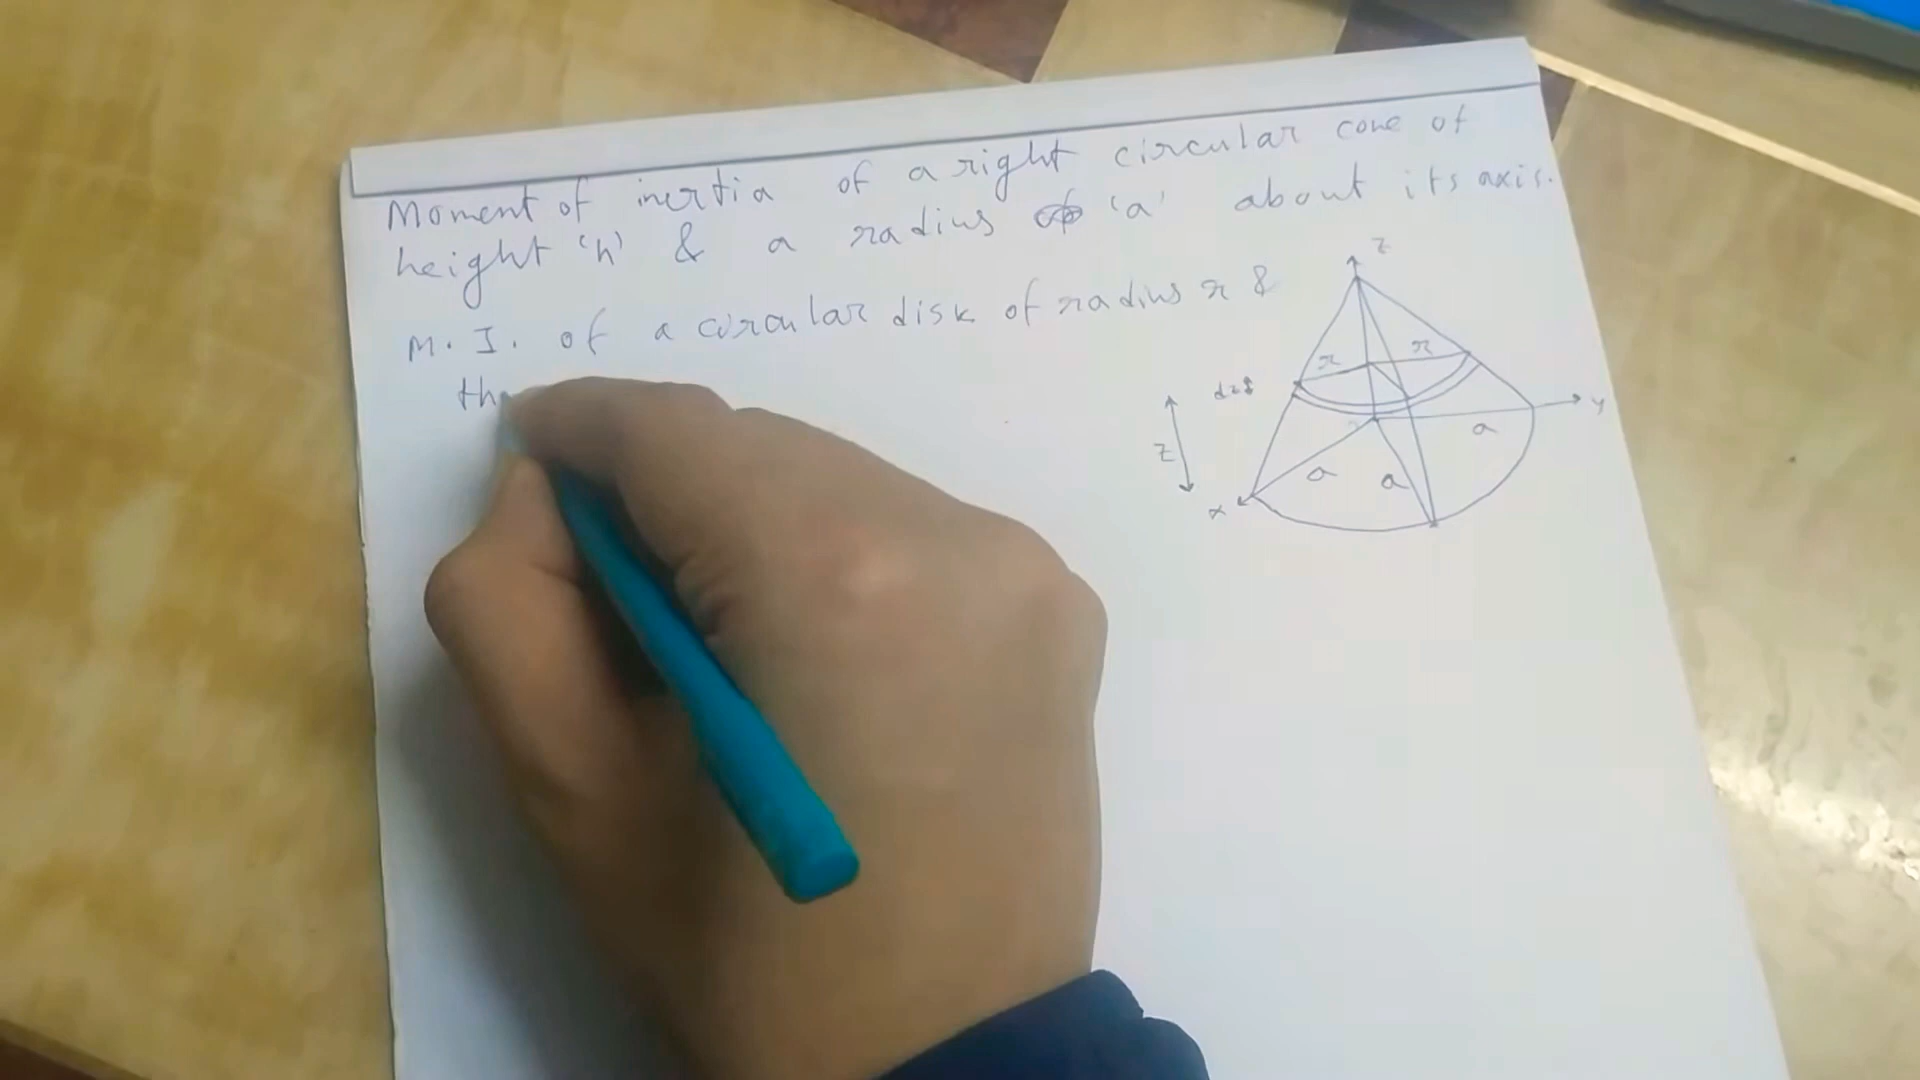 Moment of inertia of a right circular cone of
height 'h' & a radius 'a' about its axis.
M. I. of a circular disk of radius r &
th
z
r r
dz
z
y
a
a a
x